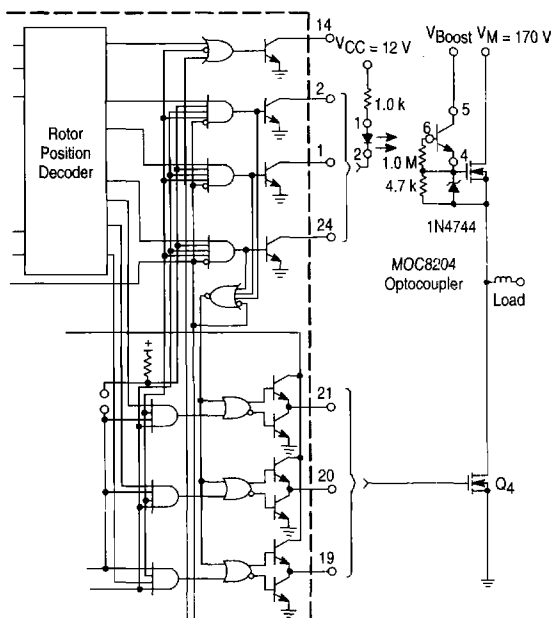 14
VCC = 12 V
VBoost
VM = 170 V
2
1.0 k
5
1
6
Rotor
Position
Decoder
1
2
1.0 M
4
4.7 k
24
1N4744
MOC8204
Optocoupler
Load
+
21
20
Q4
19